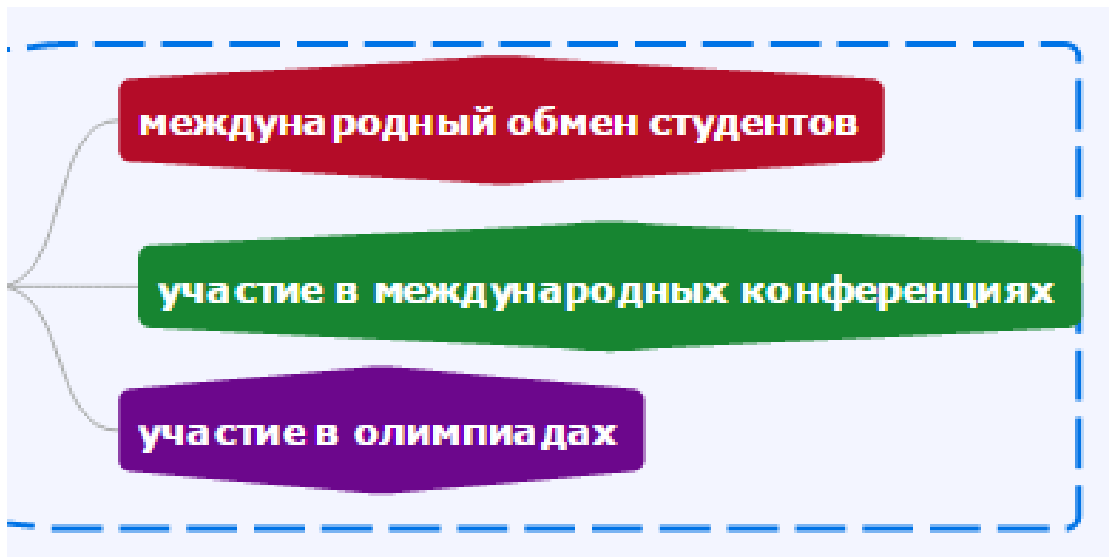 международный обмен студентов
участие в международных конференциях
участие в олимпиадах